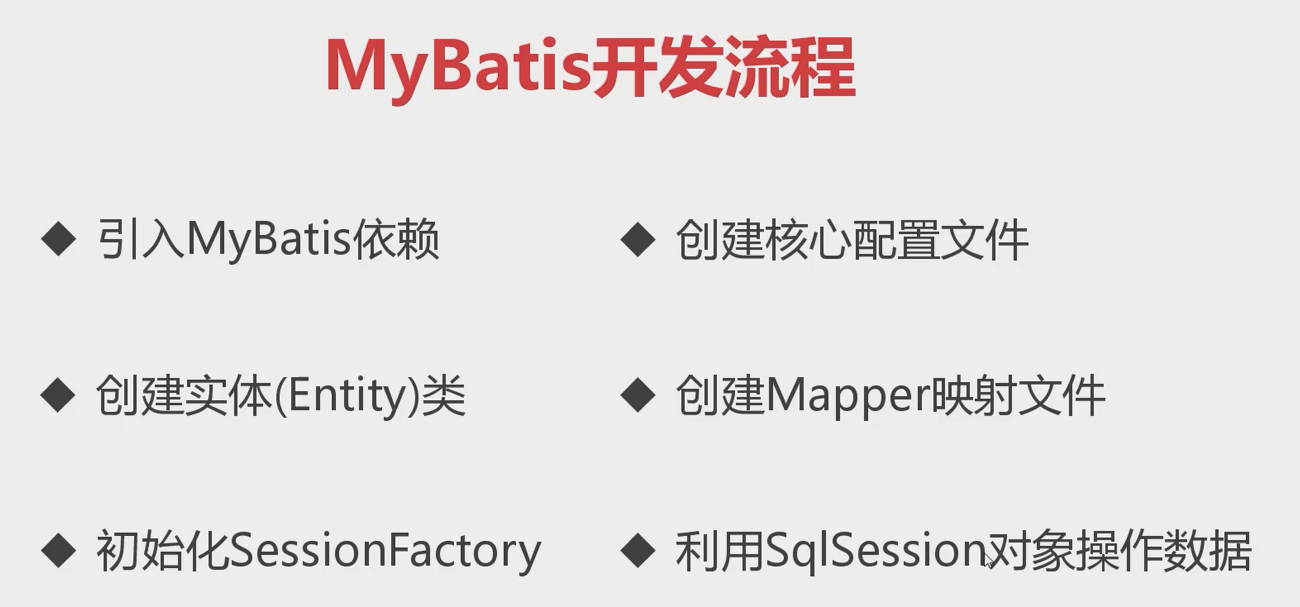 MyBatis开发流程
◆ 引入MyBatis依赖
◆ 创建核心配置文件
◆ 创建实体(Entity)类
◆ 创建Mapper映射文件
◆ 初始化SessionFactory
◆ 利用SqlSession对象操作数据